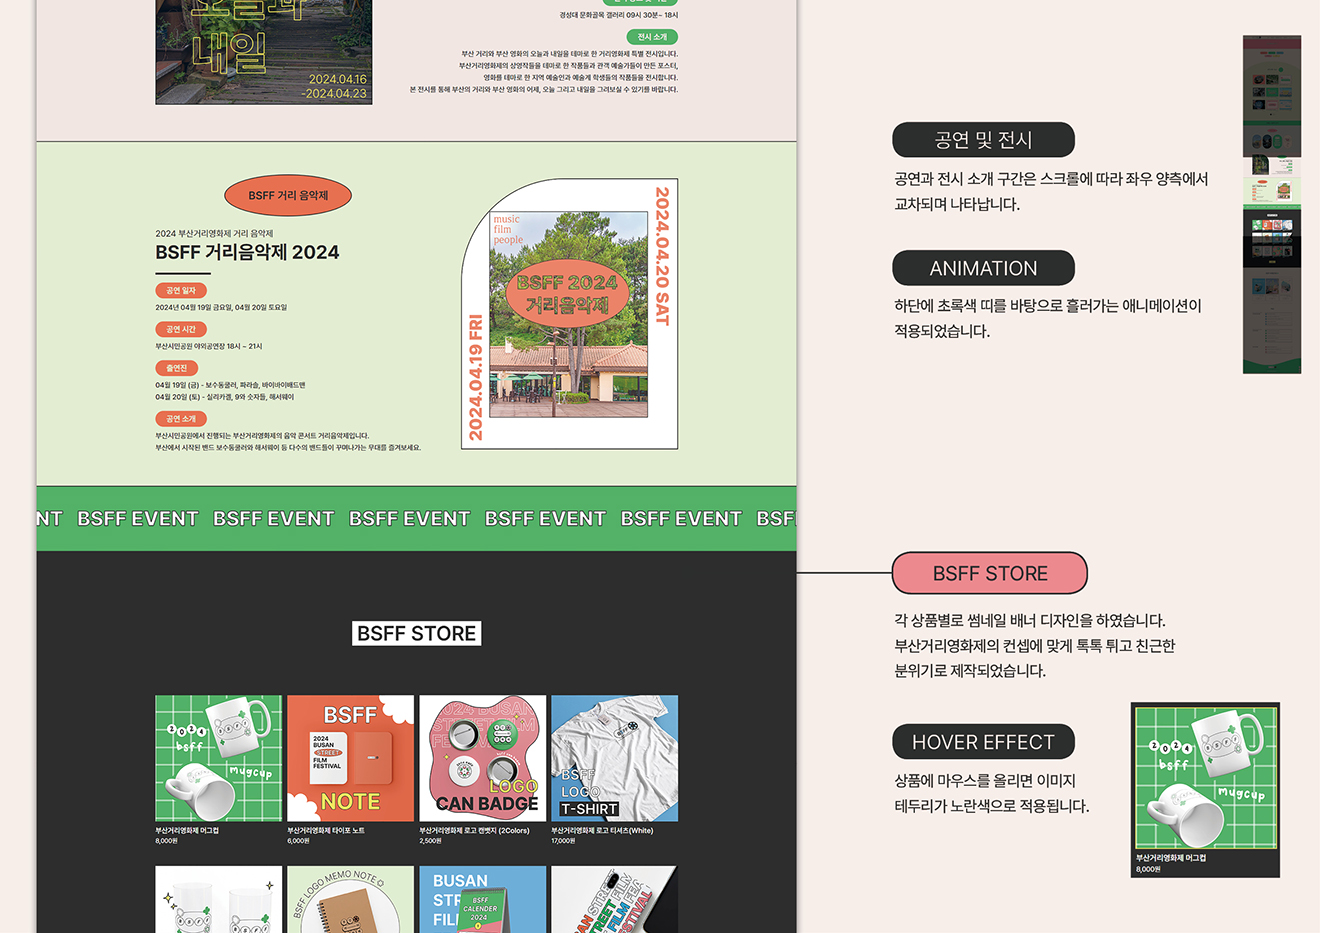 오늘과
내일
2024.04.16
-2024.04.23
경성대 문화골목 갤러리 09시 30분~ 18시
전시 소개
부산 거리와 부산 영화의 오늘과 내일을 테마로 한 거리영화제 특별 전시입니다.
부산거리영화제의 상영작들을 테마로 한 작품들과 관객 예술가들이 만든 포스터,
영화를 테마로 한 지역 예술인과 예술계 학생들의 작품들을 전시합니다.
본 전시를 통해 부산의 거리와 부산 영화의 어제, 오늘 그리고 내일을 그려보실 수 있기를 바랍니다.
BSFF 거리 음악제
2024 부산거리영화제 거리 음악제
BSFF 거리음악제 2024
공연 일자
2024년 04월 19일 금요일, 04월 20일 토요일
공연 시간
부산시민공원 야외공연장 18시 ~ 21시
출연진
04월 19일 (금) - 보수동쿨러, 파라솔, 바이바이배드맨
04월 20일 (토) - 실리카겔, 9와 숫자들, 해서웨이
공연 소개
부산시민공원에서 진행되는 부산거리영화제의 음악 콘서트 거리음악제입니다.
부산에서 시작된 밴드 보수동쿨러와 해서웨이 등 다수의 밴드들이 꾸며나가는 무대를 즐겨보세요.
music
film
people
BSFF 2024
거리음악제
2024.04.19 FRI
2024.04.20 SAT
NT BSFF EVENT BSFF EVENT BSFF EVENT BSFF EVENT BSFF EVENT BSF
BSFF STORE
2024
bsff
mugcup
부산거리영화제 머그컵
8,000원
BSFF
2024
BUSAN
STREET
FILM
FESTIVAL
NOTE
부산거리영화제 타이포 노트
6,000원
2024 BUSAN
STREET FILM
LOGO
CAN BADGE
부산거리영화제 로고 캔뱃지 (2Colors)
2,500원
BSFF
BSFF
LOGO
T-SHIRT
부산거리영화제 로고 티셔츠(White)
17,000원
BSFF
BSFF
BSFF LOGO MEMO NOTE
BUSAN
STR
FIL
BSFF
CALENDER
2024
STREET FILM
FILM FESTIVAL
공연 및 전시
공연과 전시 소개 구간은 스크롤에 따라 좌우 양측에서
교차되며 나타납니다.
ANIMATION
하단에 초록색 띠를 바탕으로 흘러가는 애니메이션이
적용되었습니다.
BSFF STORE
각 상품별로 썸네일 배너 디자인을 하였습니다.
부산거리영화제의 컨셉에 맞게 톡톡 튀고 친근한
분위기로 제작되었습니다.
HOVER EFFECT
상품에 마우스를 올리면 이미지
테두리가 노란색으로 적용됩니다.
2024
bsff
BSFF
mugcup
부산거리영화제 머그컵
8,000원